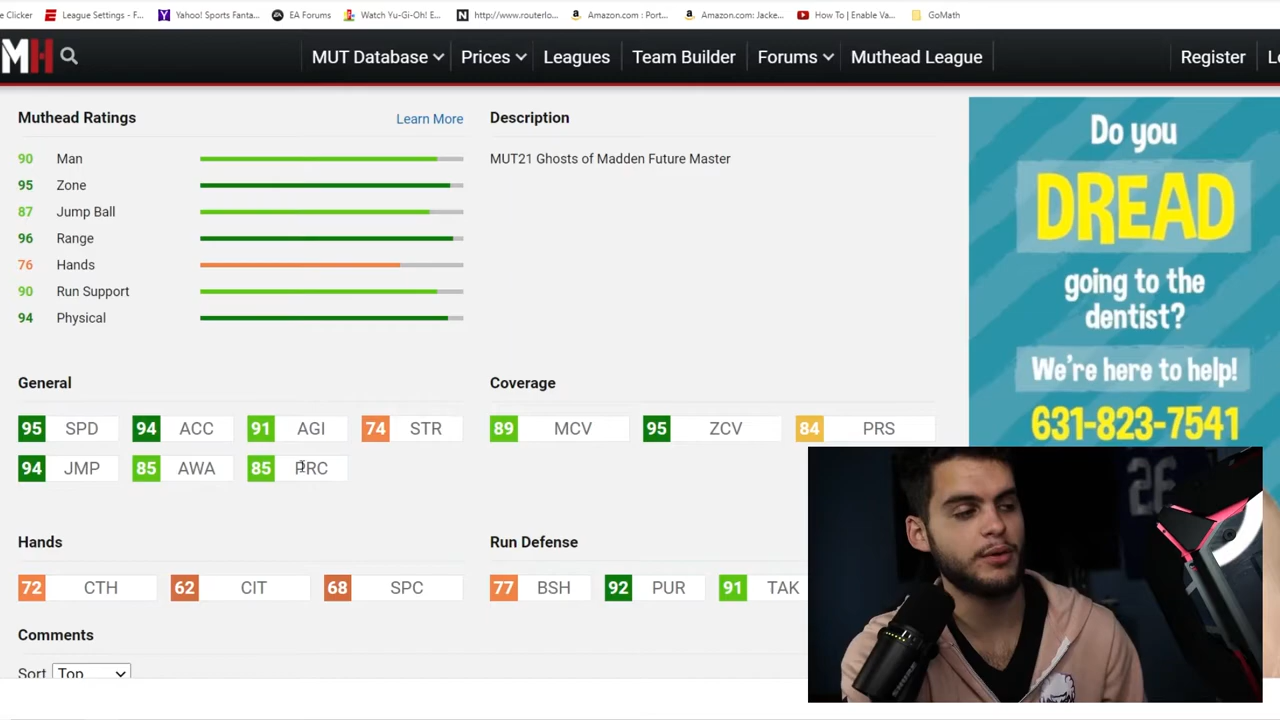 e Clicker League Settings - F... Yahoo! Sports Fanta... EA Forums Watch Yu-Gi-Oh! E... http://www.routerlo... Amazon.com : Port... Amazon.com: Jacke... How To | Enable Va... GoMath
MH MUT Database Prices Leagues Team Builder Forums Muthead League Register
Muthead Ratings Learn More
90 Man
95 Zone
87 Jump Ball
96 Range
76 Hands
90 Run Support
94 Physical
Description
MUT21 Ghosts of Madden Future Master
General
95 SPD 94 ACC 91 AGI 74 STR
94 JMP 85 AWA 85 PRC
Coverage
89 MCV 95 ZCV 84 PRS
Hands
72 CTH 62 CIT 68 SPC
Run Defense
77 BSH 92 PUR 91 TAK
Comments
Sort Top
Do you
DREAD
going to the
dentist?
We're here to help!
631-823-7541
SHURE